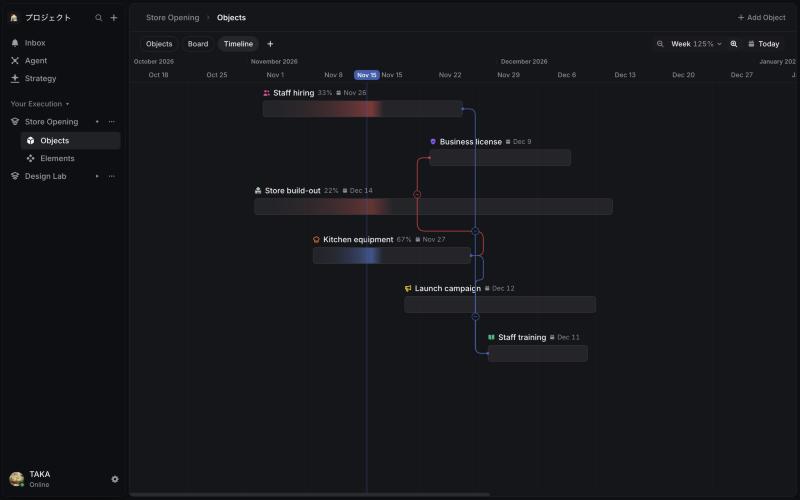 プロジェクト
Inbox
Agent
Strategy
Your Execution
Store Opening
Objects
Elements
Design Lab
TAKA
Online
Store Opening › Objects
+ Add Object
Objects Board Timeline +
Week 125% Today
October 2026 November 2026 December 2026 January 202
Oct 18 Oct 25 Nov 1 Nov 8 Nov 15 Nov 15 Nov 22 Nov 29 Dec 6 Dec 13 Dec 20 Dec 27 J
Staff hiring 33% Nov 26
Business license Dec 9
Store build-out 22% Dec 14
Kitchen equipment 67% Nov 27
Launch campaign Dec 12
Staff training Dec 11